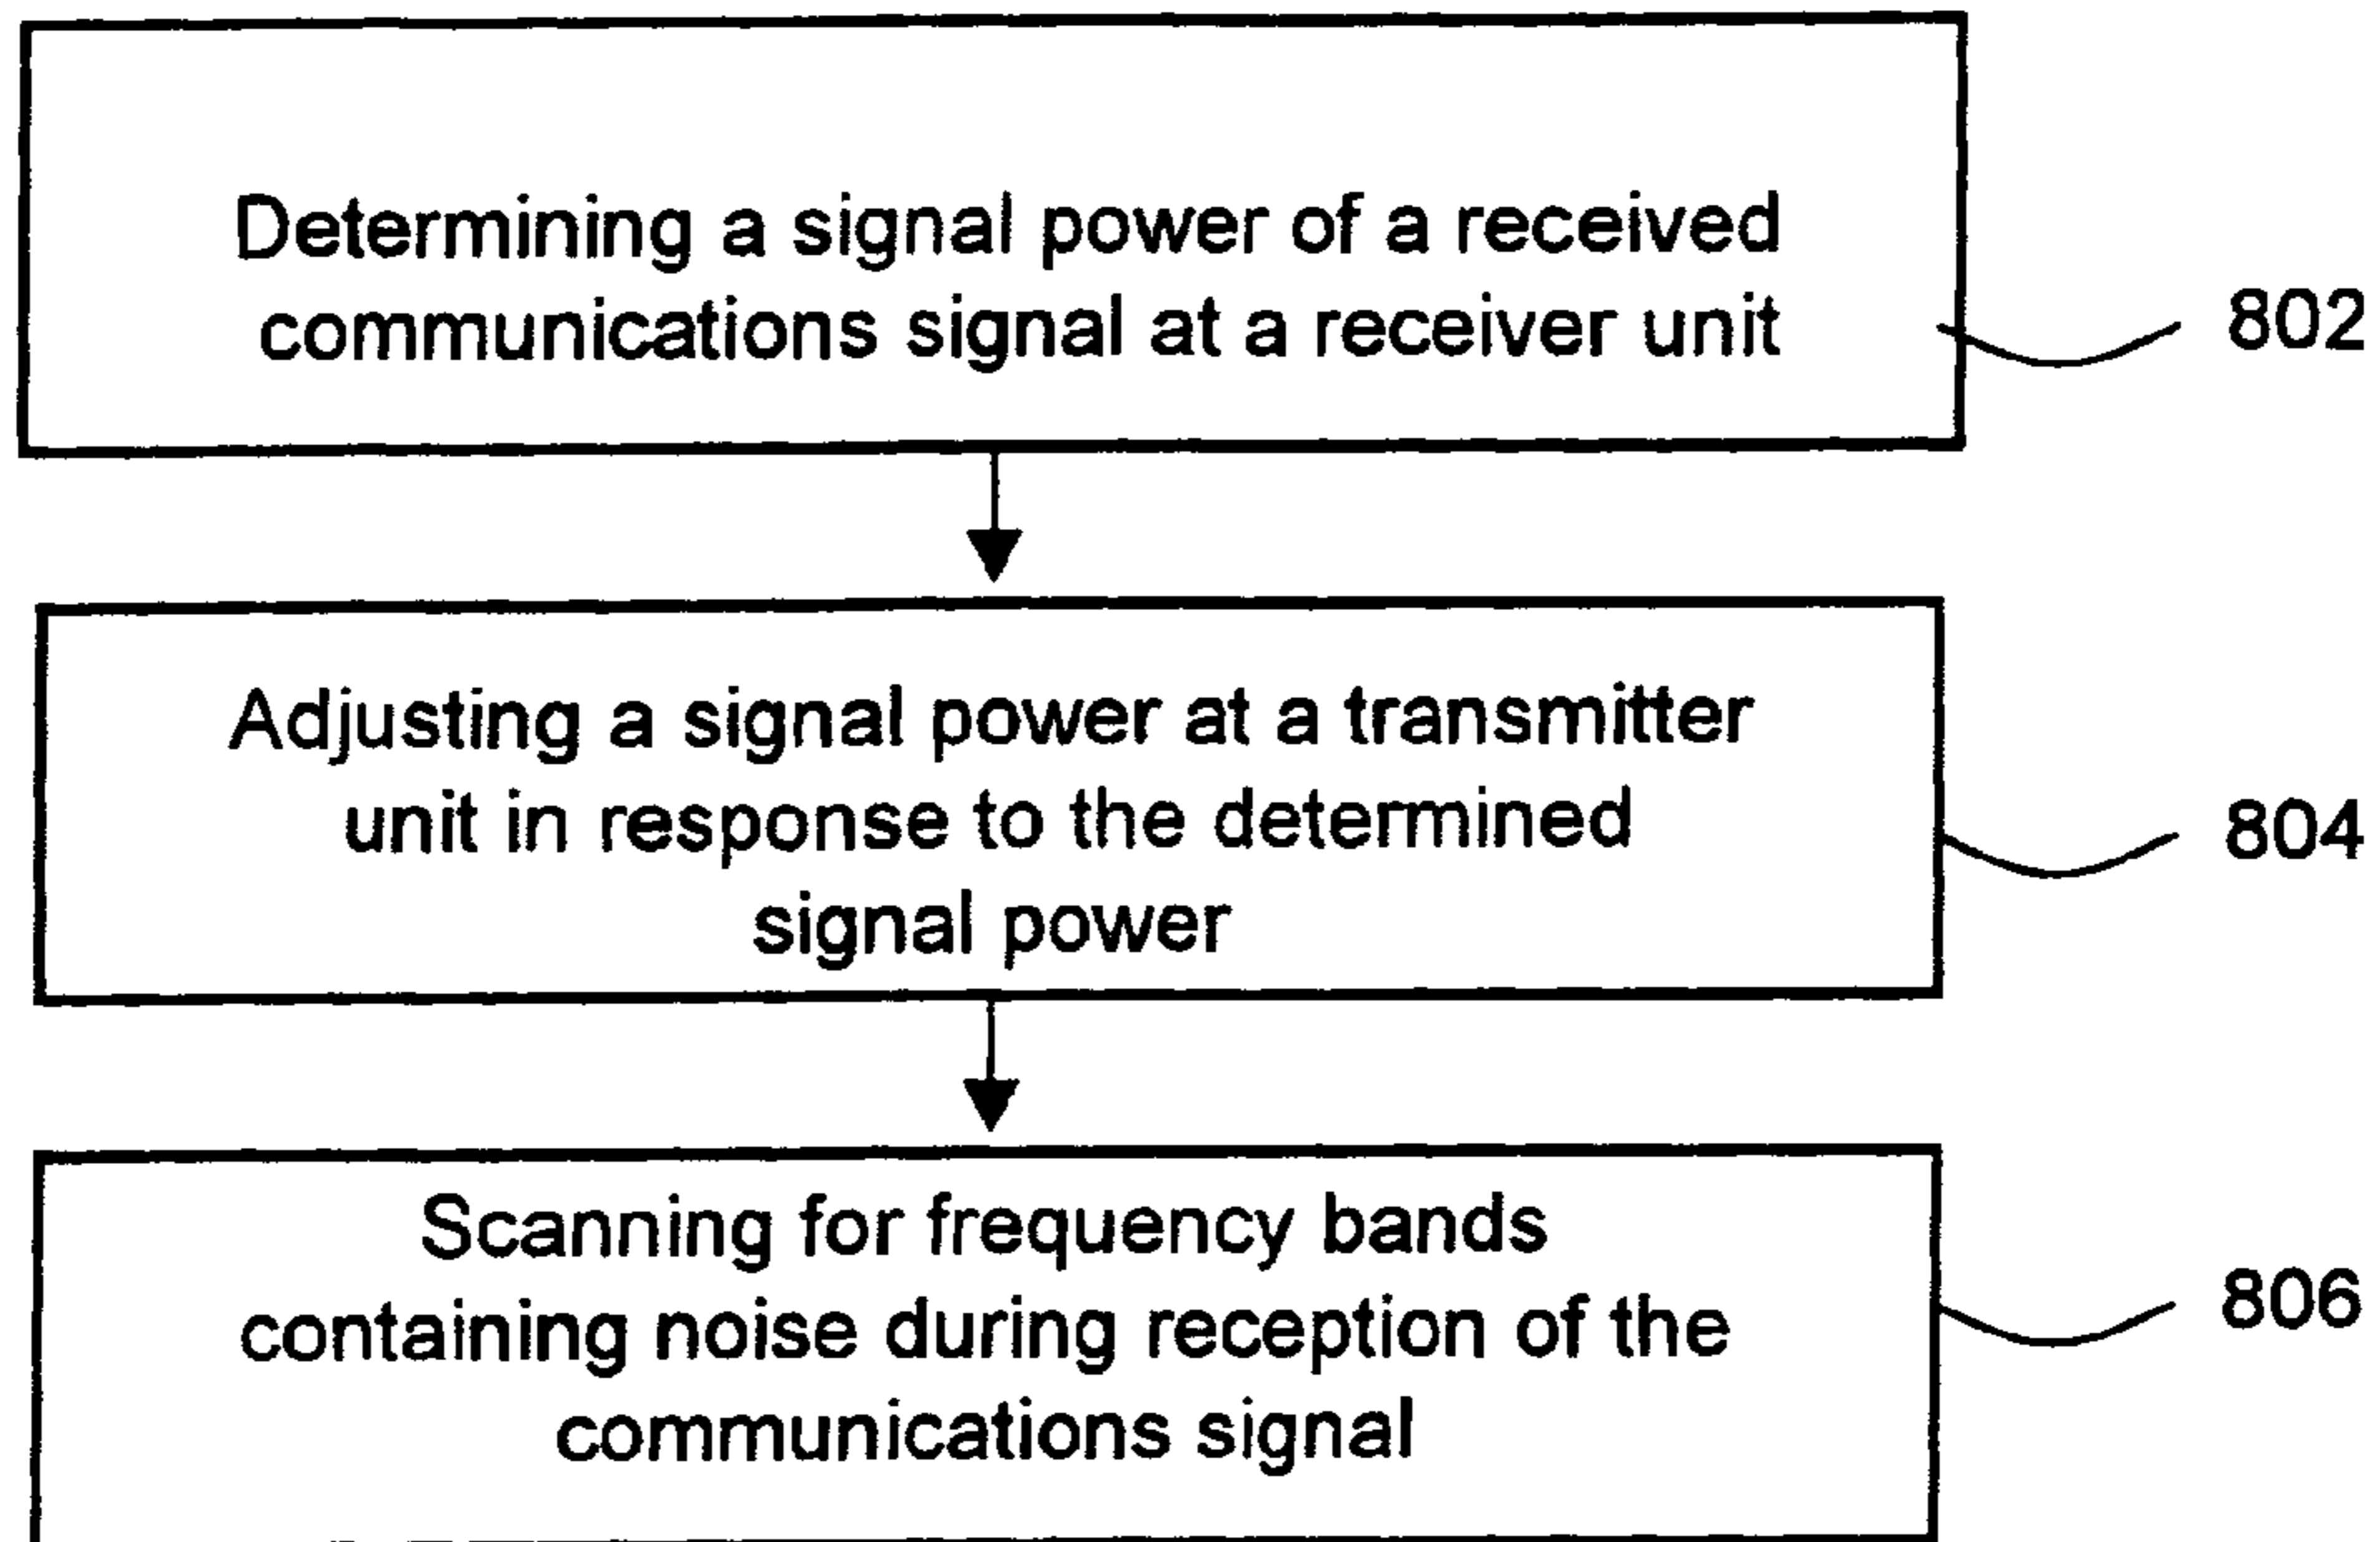 Determining a signal power of a received
communications signal at a receiver unit
802
Adjusting a signal power at a transmitter
unit in response to the determined
signal power
804
Scanning for frequency bands
containing noise during reception of the
communications signal
806